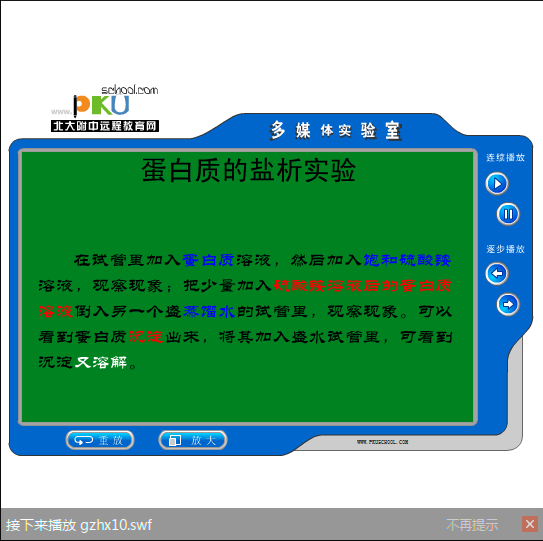 school.com
www.PKU
北大附中远程教育网
多媒体实验室
连续播放
蛋白质的盐析实验
逐步播放
在试管里加入蛋白质溶液，然后加入饱和硫酸铵
溶液，观察现象；把少量加入硫酸铵溶液后的蛋白质
溶液倒入另一个盛蒸馏水的试管里，观察现象。可以
看到蛋白质沉淀出来，将其加入盛水试管里，可看到
沉淀又溶解。
重放
放大
WWW.PKUSCHOOL.COM
接下来播放 gzhx10.swf
不再提示